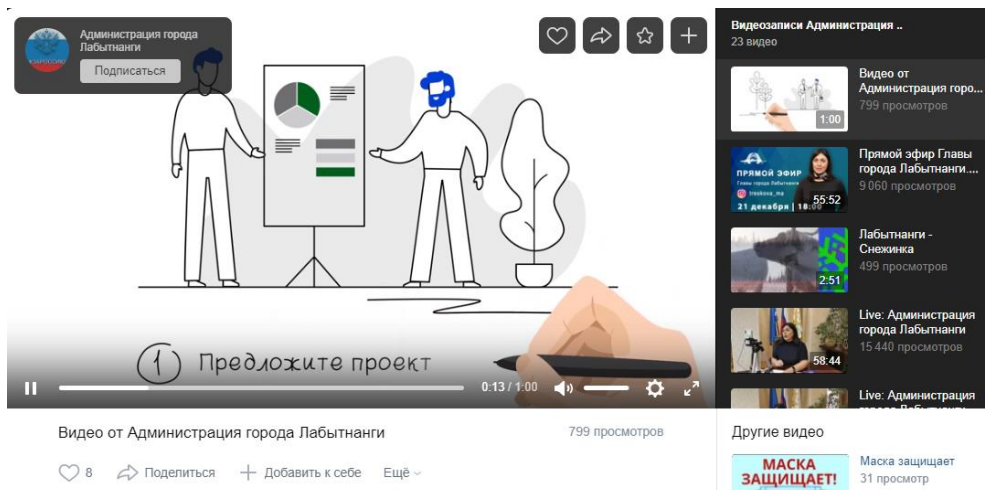 Администрация города
Лабытнанги
Подписаться
1 Предложите проект
0:13 / 1:00
Видео от Администрация города Лабытнанги
799 просмотров
8
Поделиться
Добавить к себе
Ещё
Видеозаписи Администрация ..
23 видео
Видео от
Администрация горо...
799 просмотров
1:00
ПРЯМОЙ ЭФИР
Главы города Лабытнанги
treskova_ma
21 декабря | 18:00
55:52
Прямой эфир Главы
города Лабытнанги....
9 060 просмотров
2:51
Лабытнанги -
Снежинка
499 просмотров
58:44
Live: Администрация
города Лабытнанги
15 440 просмотров
Live: Администрация
Другие видео
МАСКА
ЗАЩИЩАЕТ!
Маска защищает
31 просмотр